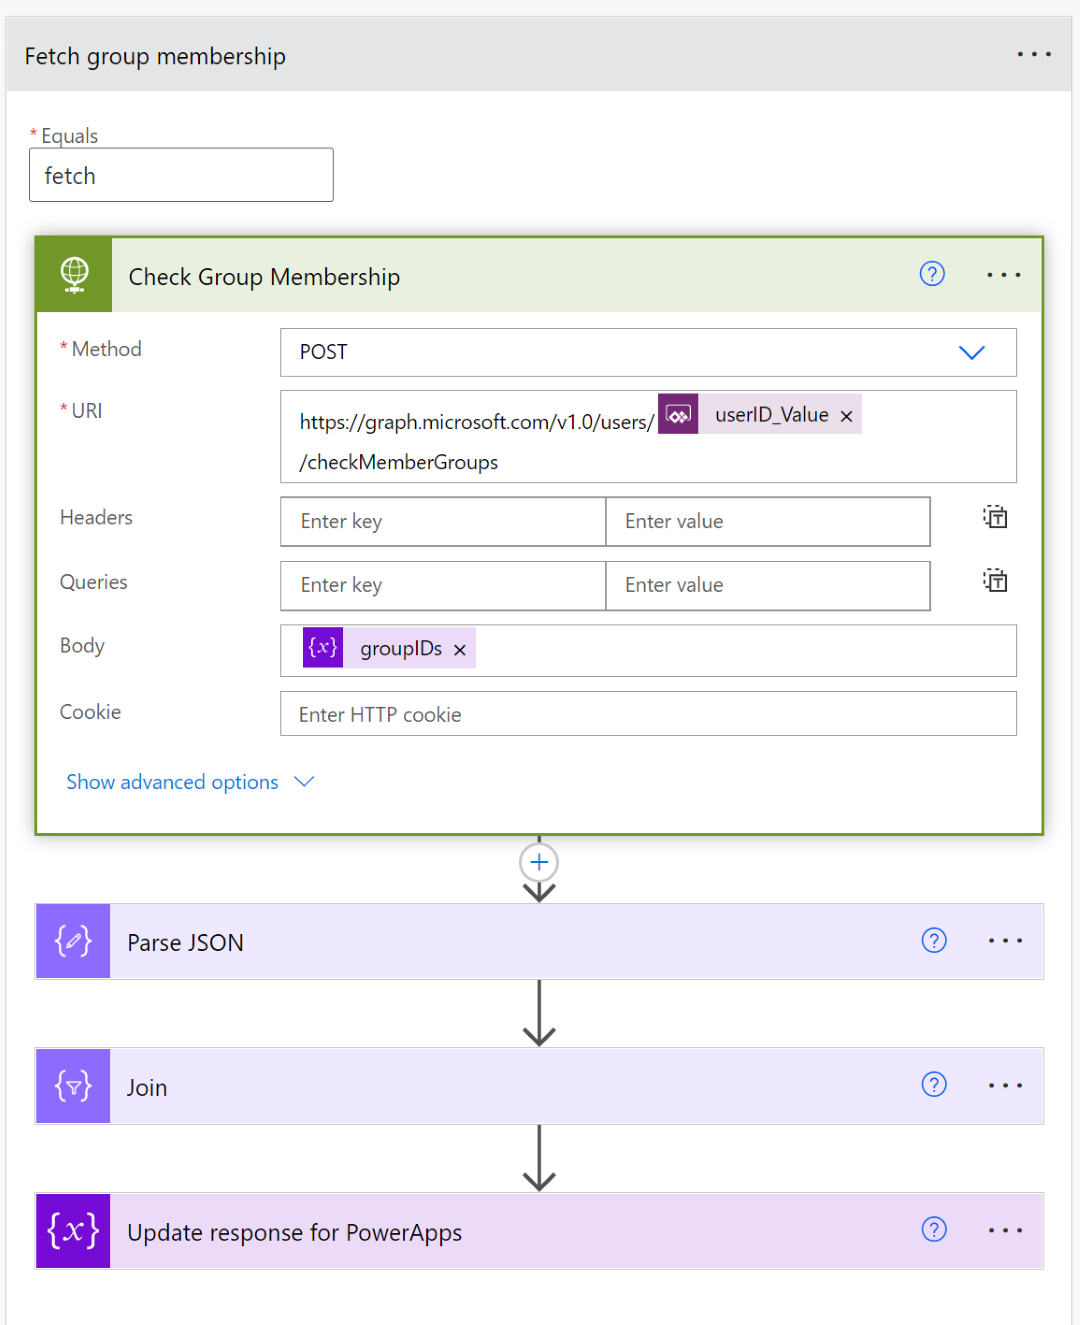 Fetch group membership
* Equals
fetch
Check Group Membership
* Method
POST
* URI
https://graph.microsoft.com/v1.0/users/ userID_Value ×
/checkMemberGroups
Headers
Enter key
Enter value
Queries
Enter key
Enter value
Body
{x} groupIDs ×
Cookie
Enter HTTP cookie
Show advanced options
Parse JSON
Join
{x} Update response for PowerApps